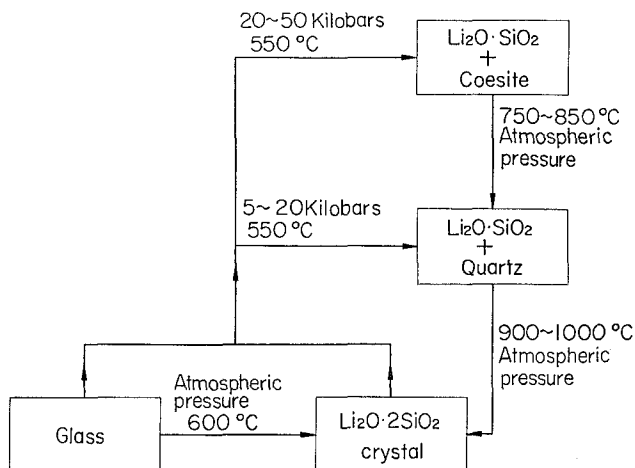 20~50 Kilobars
550 °C
Li2O·SiO2
+
Coesite
750~850°C
Atmospheric
pressure
5~20Kilobars
550 °C
Li2O·SiO2
+
Quartz
900~1000°C
Atmospheric
pressure
Atmospheric
pressure
600 °C
Glass
Li2O·2SiO2
crystal